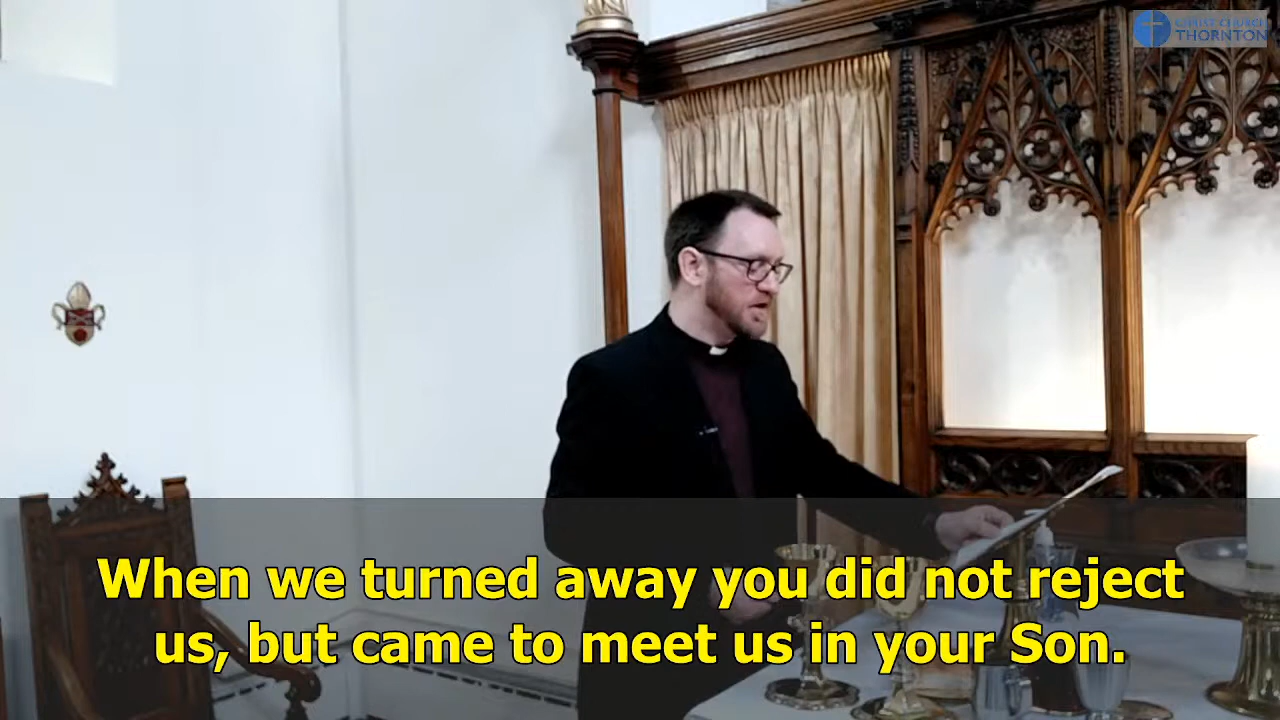 CHRIST CHURCH
THORNTON
When we turned away you did not reject
us, but came to meet us in your Son.